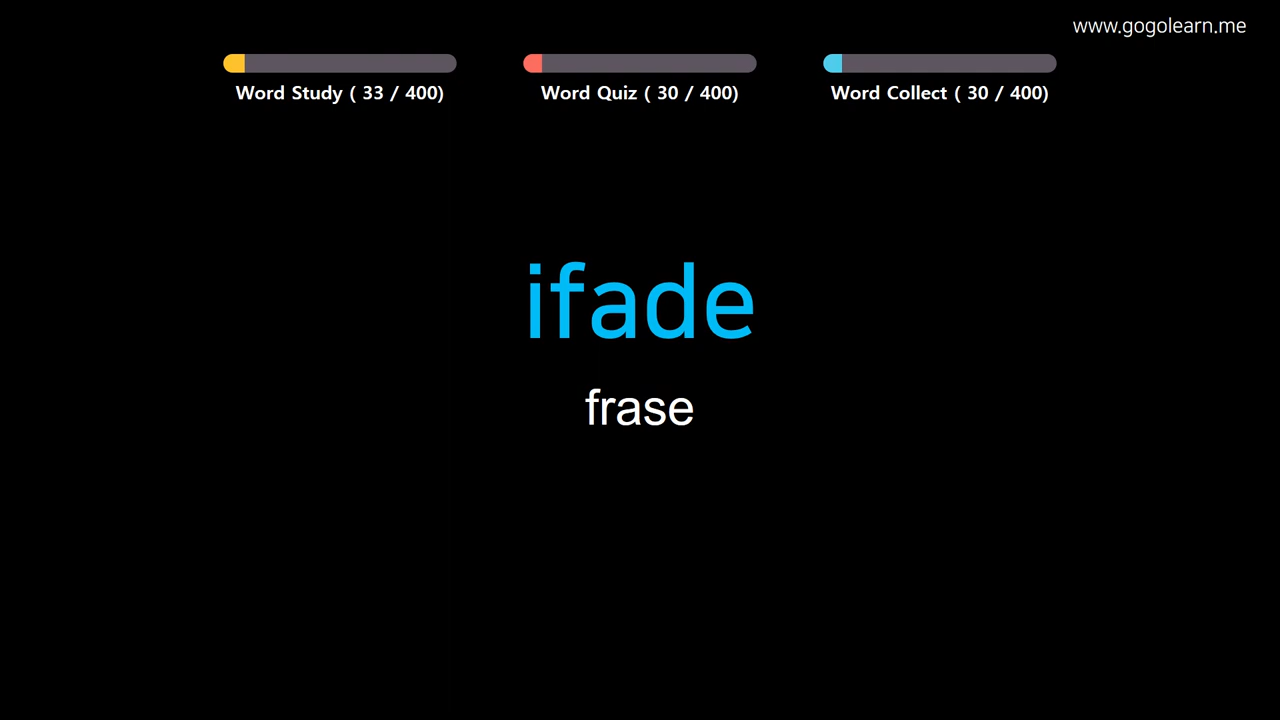 www.gogolearn.me
Word Study ( 33 / 400)
Word Quiz ( 30 / 400)
Word Collect ( 30 / 400)
ifade
frase